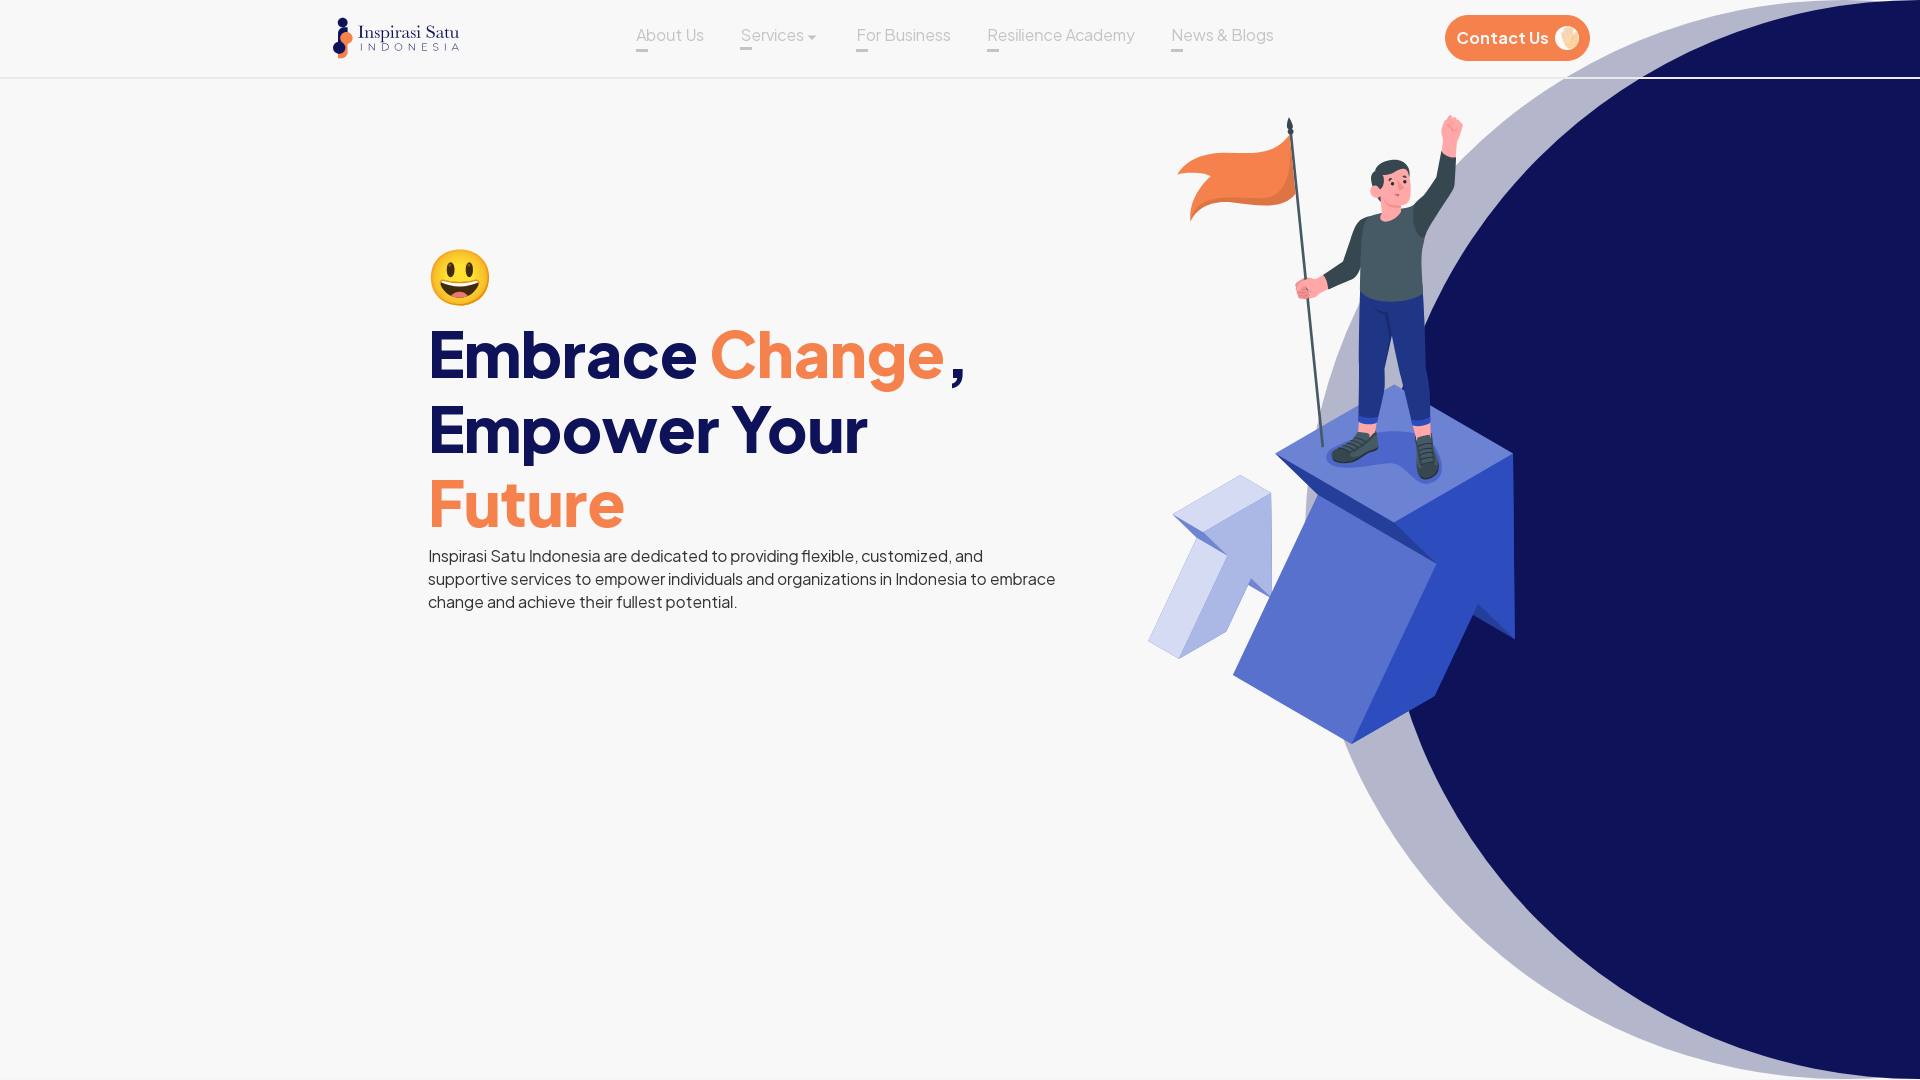 Inspirasi Satu
INDONESIA
About Us
Services
For Business
Resilience Academy
News & Blogs
Contact Us
Embrace Change,
Empower Your
Future
Inspirasi Satu Indonesia are dedicated to providing flexible, customized, and
supportive services to empower individuals and organizations in Indonesia to embrace
change and achieve their fullest potential.